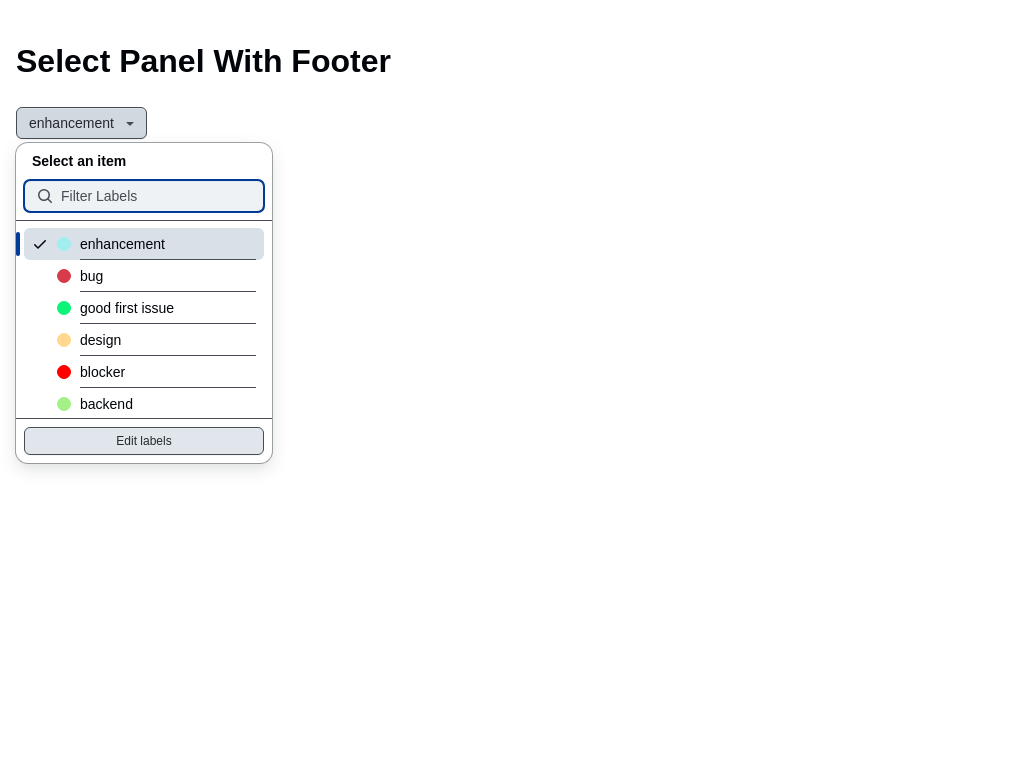 Select Panel With Footer
enhancement
Select an item
Filter Labels
enhancement
bug
good first issue
design
blocker
backend
Edit labels